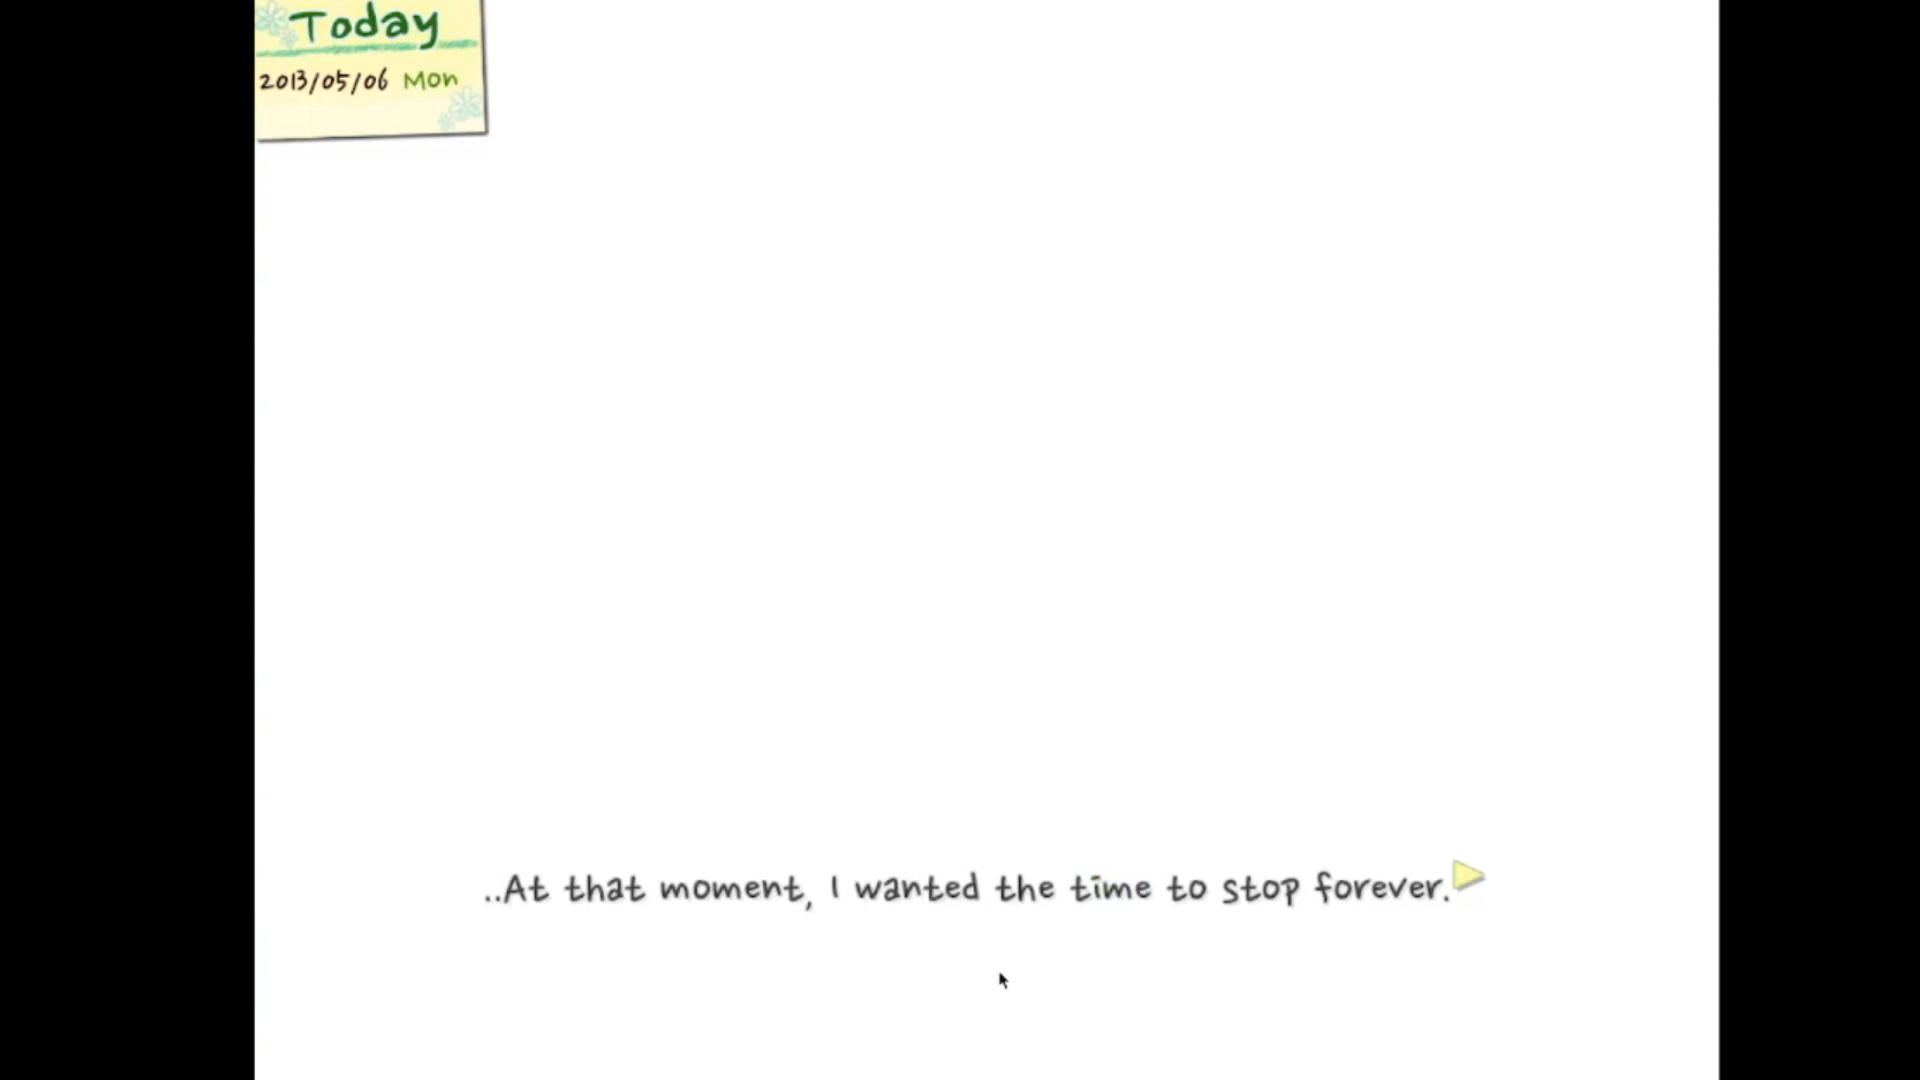 Today
2013/05/06 Mon
..At that moment, I wanted the time to stop forever.